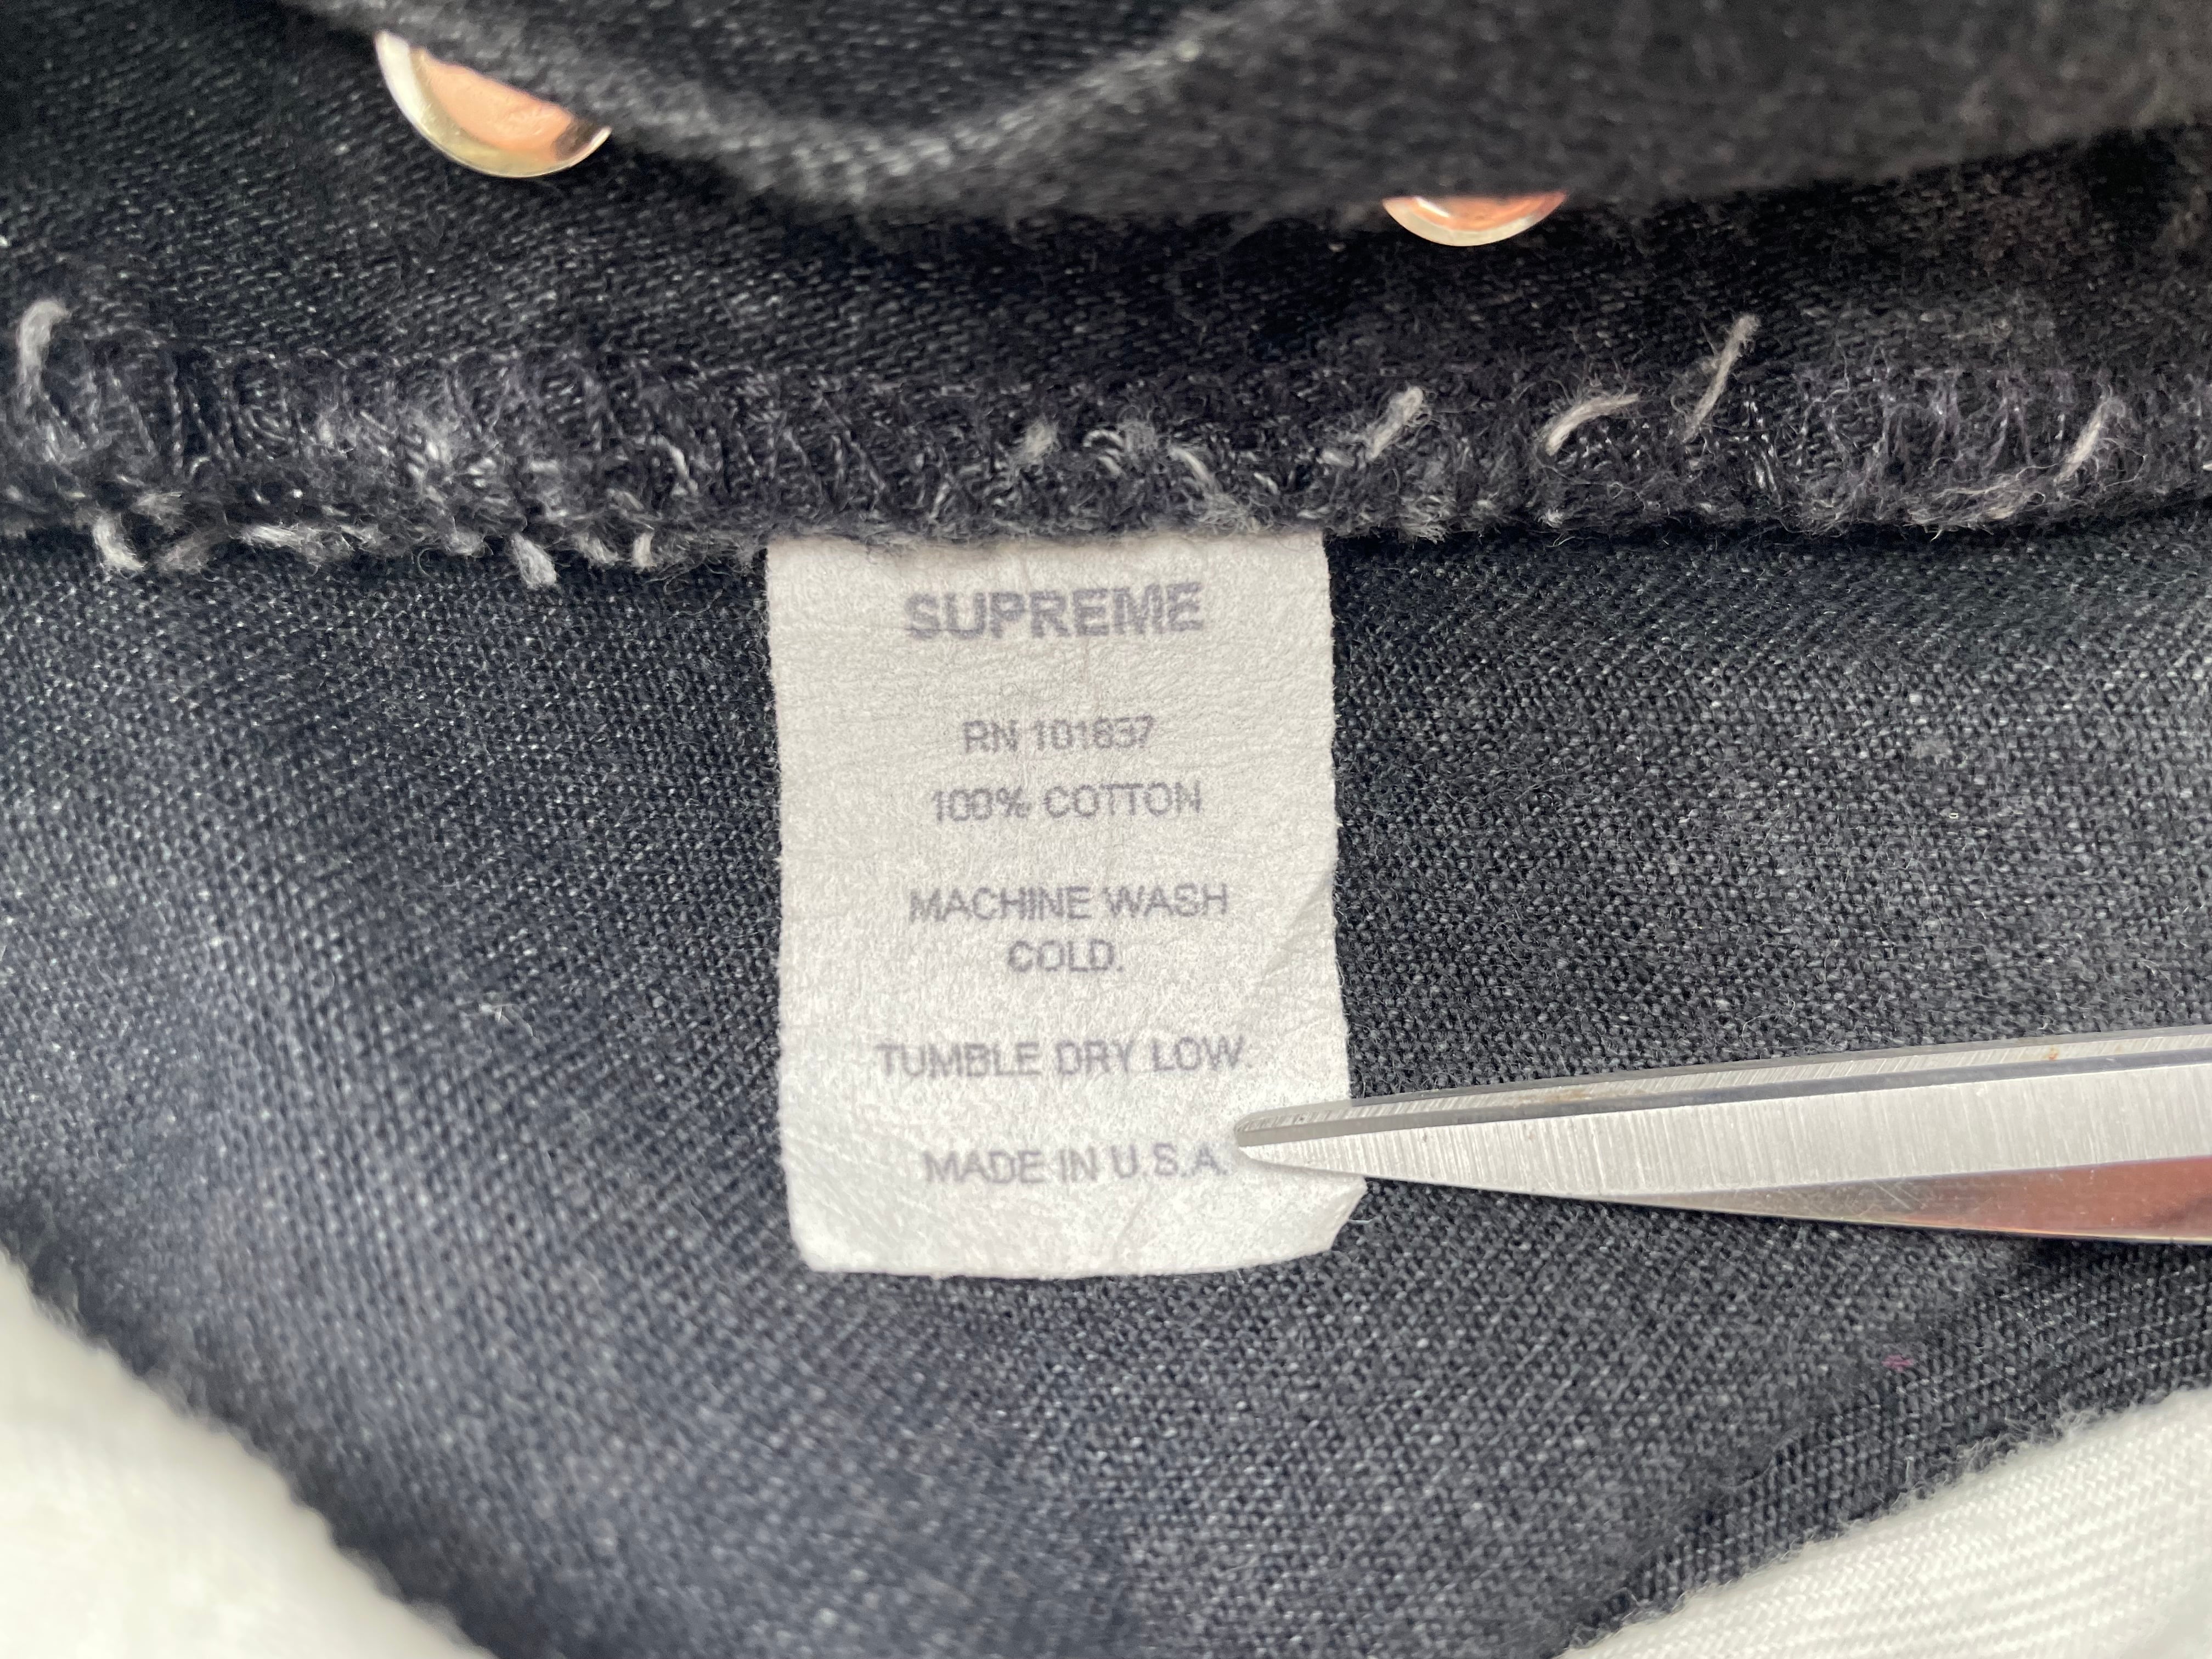 SUPREME
RN 101837
100% COTTON
MACHINE WASH
COLD.
TUMBLE DRY LOW.
MADE IN U.S.A.